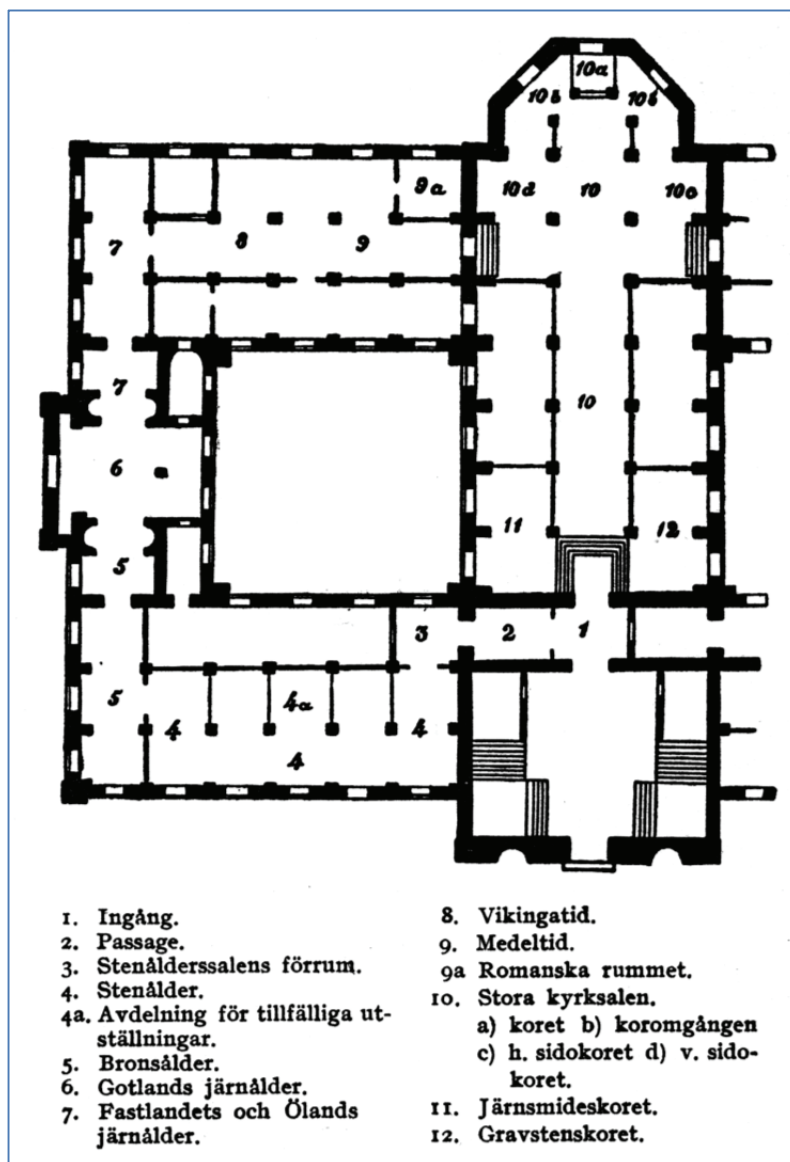 10a
10b 10b
9a
10d 10 10c
7 8 9
7
10
6
11 12
5
3 2 1
4a
5 4 4
4
1. Ingång.
2. Passage.
3. Stenålderssalens förrum.
4. Stenålder.
4a. Avdelning för tillfälliga ut-
ställningar.
5. Bronsålder.
6. Gotlands järnålder.
7. Fastlandets och Ölands
järnålder.
8. Vikingatid.
9. Medeltid.
9a Romanska rummet.
10. Stora kyrksalen.
a) koret b) koromgången
c) h. sidokoret d) v. sido-
koret.
11. Järnsmideskoret.
12. Gravstenskoret.